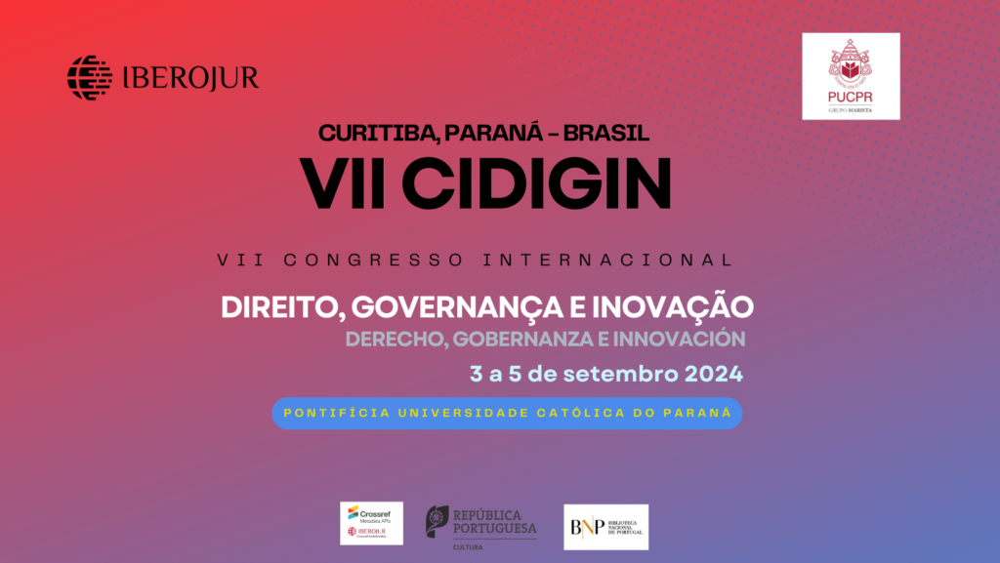 IBEROJUR
PUCPR
GRUPO MARISTA
CURITIBA, PARANÁ – BRASIL
VII CIDIGIN
VII CONGRESSO INTERNACIONAL
DIREITO, GOVERNANÇA E INOVAÇÃO
DERECHO, GOBERNANZA E INNOVACIÓN
3 a 5 de setembro 2024
PONTIFÍCIA UNIVERSIDADE CATÓLICA DO PARANÁ
Crossref
Metadata APIs
IBEROJUR
REPÚBLICA
PORTUGUESA
CULTURA
BNP
BIBLIOTECA
NACIONAL
DE PORTUGAL